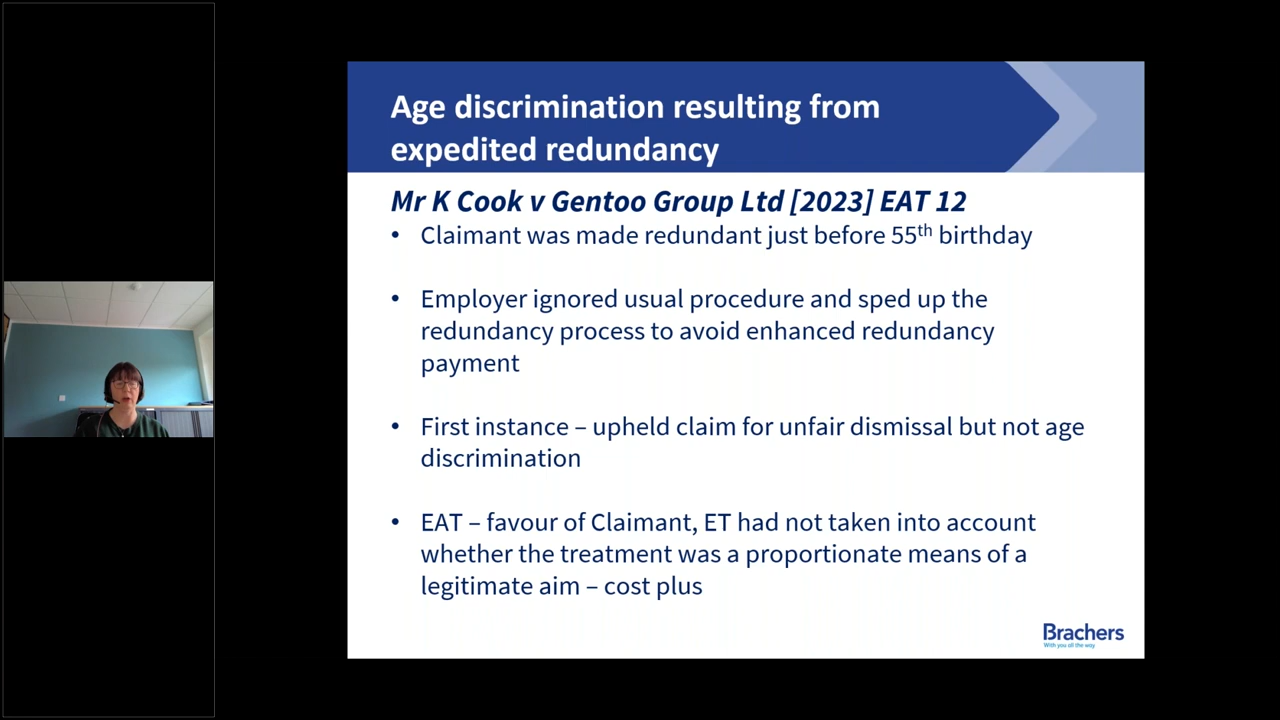 Age discrimination resulting from
expedited redundancy
Mr K Cook v Gentoo Group Ltd [2023] EAT 12
• Claimant was made redundant just before 55th birthday
• Employer ignored usual procedure and sped up the
redundancy process to avoid enhanced redundancy
payment
• First instance – upheld claim for unfair dismissal but not age
discrimination
• EAT – favour of Claimant, ET had not taken into account
whether the treatment was a proportionate means of a
legitimate aim – cost plus
Brachers
With you all the way